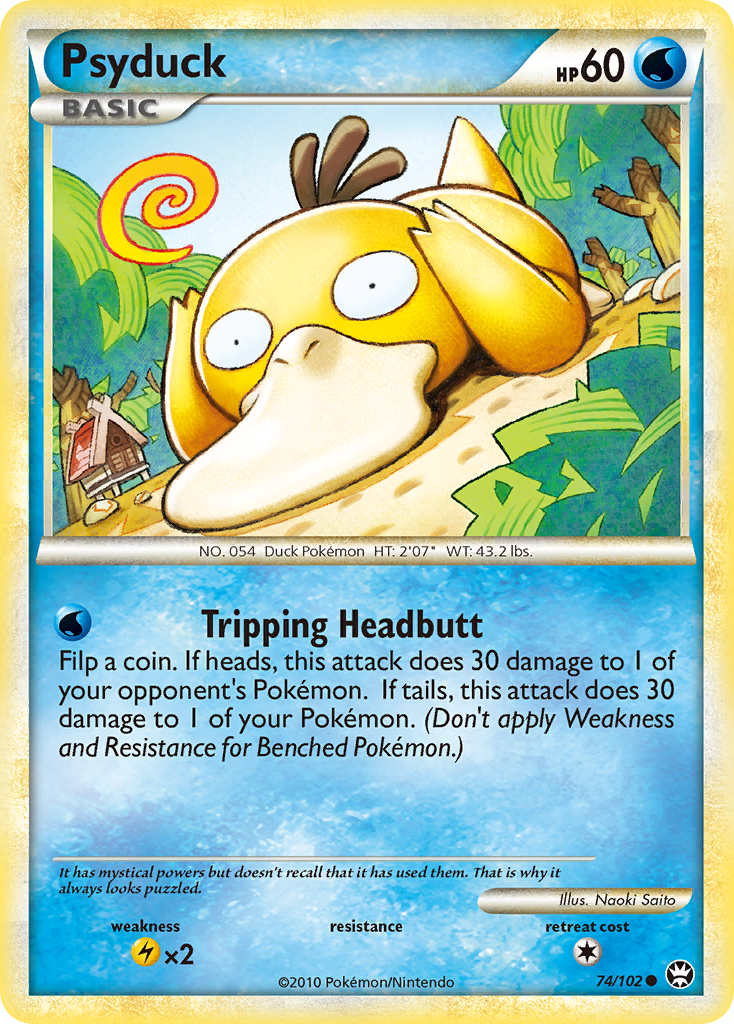 Psyduck
HP60
BASIC
NO. 054 Duck Pokémon HT: 2'07" WT: 43.2 lbs.
Tripping Headbutt
Filp a coin. If heads, this attack does 30 damage to 1 of
your opponent's Pokémon. If tails, this attack does 30
damage to 1 of your Pokémon. (Don't apply Weakness
and Resistance for Benched Pokémon.)
It has mystical powers but doesn't recall that it has used them. That is why it
always looks puzzled.
Illus. Naoki Saito
weakness resistance retreat cost
×2
©2010 Pokémon/Nintendo
74/102